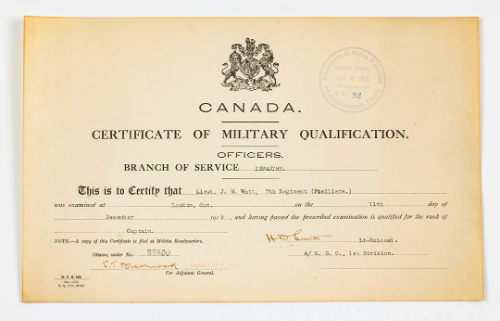 CANADA.
CERTIFICATE OF MILITARY QUALIFICATION.
OFFICERS.
BRANCH OF SERVICE INFANTRY.
This is to Certify that Lieut. J. M. Watt, 7th Regiment (Fusiliers.)
was examined at London, Ont. on the 11th day of
December 191 , and having passed the prescribed examination is qualified for the rank of
Captain.
NOTE.—A copy of this Certificate is filed at Militia Headquarters.
Lt-Colonel.
Ottawa, under No. 22800
A/ G. S. O., 1st Division.
For Adjutant General.